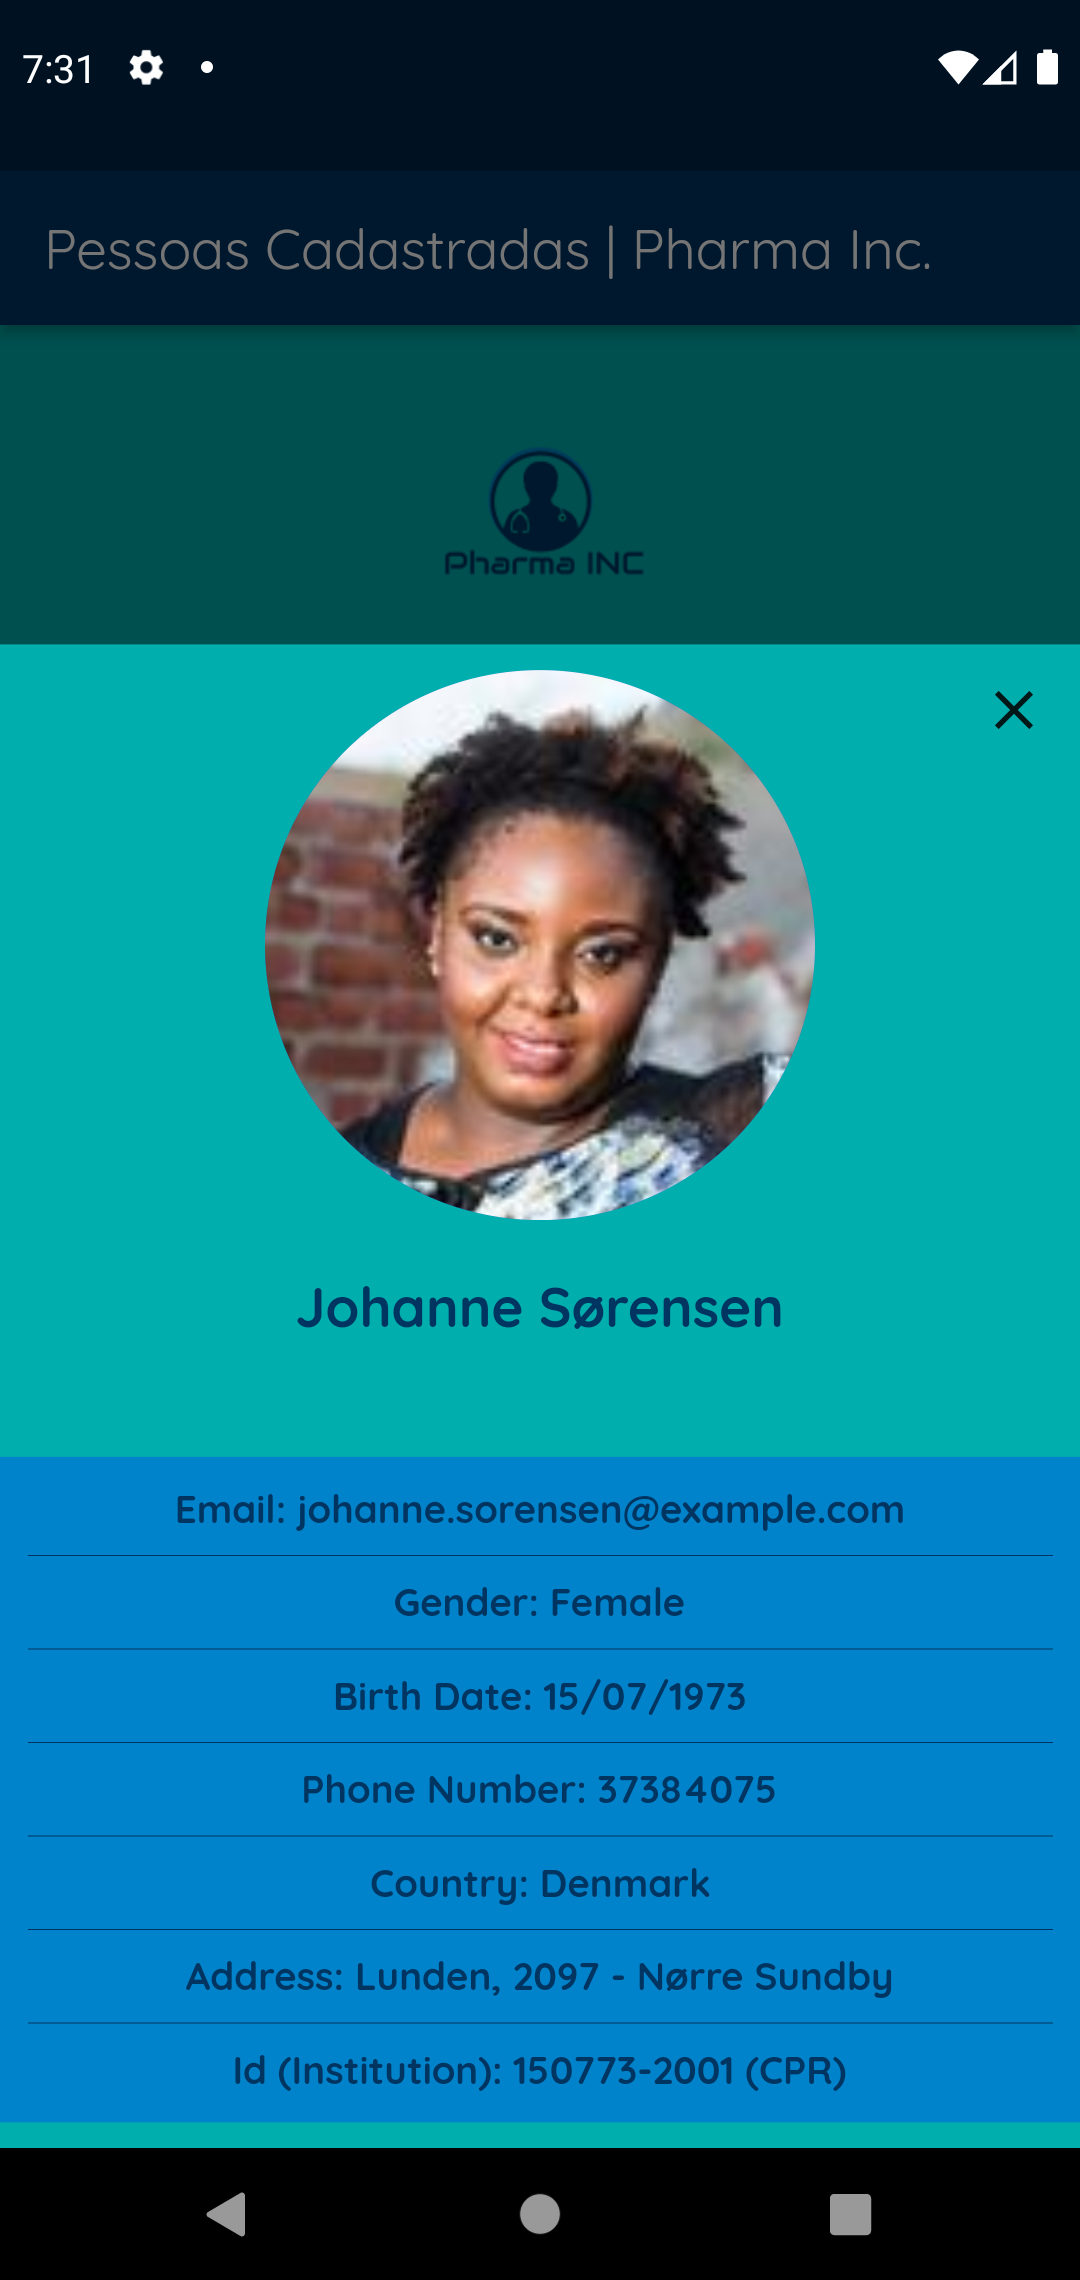 7:31
Pessoas Cadastradas | Pharma Inc.
Pharma INC
Johanne Sørensen
Email: johanne.sorensen@example.com
Gender: Female
Birth Date: 15/07/1973
Phone Number: 37384075
Country: Denmark
Address: Lunden, 2097 - Nørre Sundby
Id (Institution): 150773-2001 (CPR)